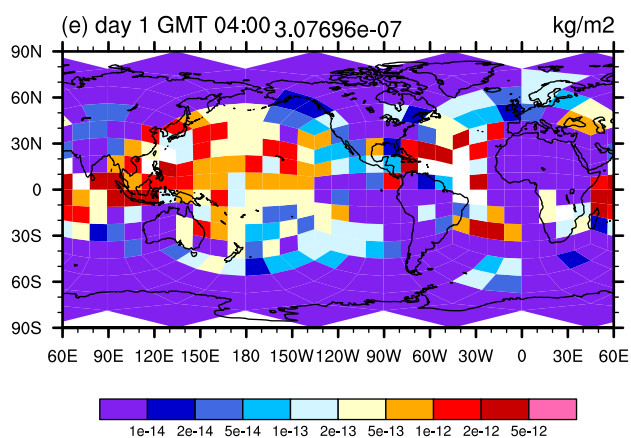 (e) day 1 GMT 04:00 3.07696e-07 kg/m2
90N
60N
30N
0
30S
60S
90S
60E 90E 120E 150E 180 150W 120W 90W 60W 30W 0 30E 60E
1e-14 2e-14 5e-14 1e-13 2e-13 5e-13 1e-12 2e-12 5e-12